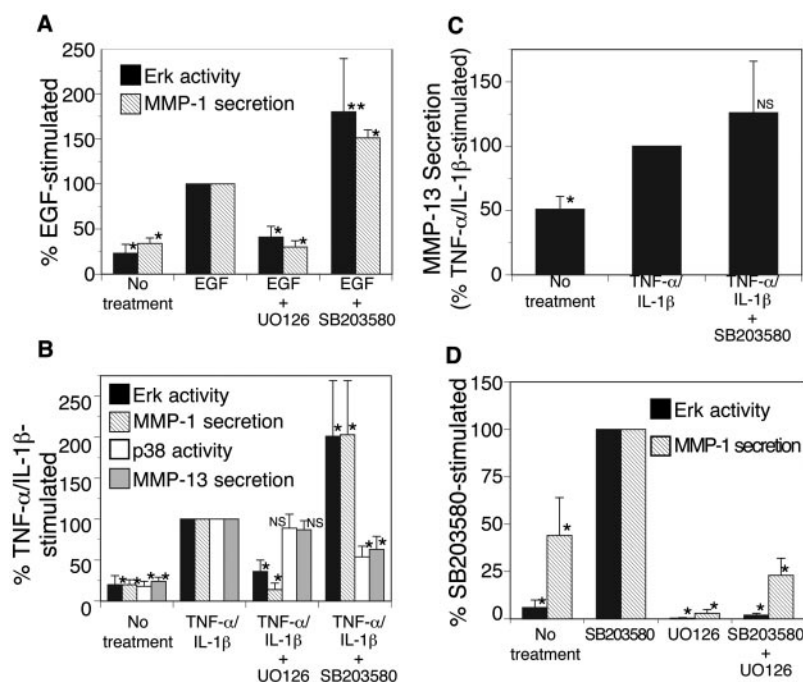 A
% EGF-stimulated
250
200
150
100
50
0
Erk activity
MMP-1 secretion
*
*
*
*
**
*
No
treatment
EGF
EGF
+
UO126
EGF
+
SB203580
B
% TNF-α/IL-1β-
stimulated
250
200
150
100
50
0
Erk activity
MMP-1 secretion
p38 activity
MMP-13 secretion
*
*
*
*
*
*
NS
NS
*
*
*
*
No
treatment
TNF-α/
IL-1β
TNF-α/
IL-1β
+
UO126
TNF-α/
IL-1β
+
SB203580
C
MMP-13 Secretion
(% TNF-α/IL-1β-stimulated)
200
150
100
50
0
*
NS
No
treatment
TNF-α/
IL-1β
TNF-α/
IL-1β
+
SB203580
D
% SB203580-stimulated
150
125
100
75
50
25
0
Erk activity
MMP-1 secretion
*
*
*
*
*
*
No
treatment
SB203580
UO126
SB203580
+
UO126